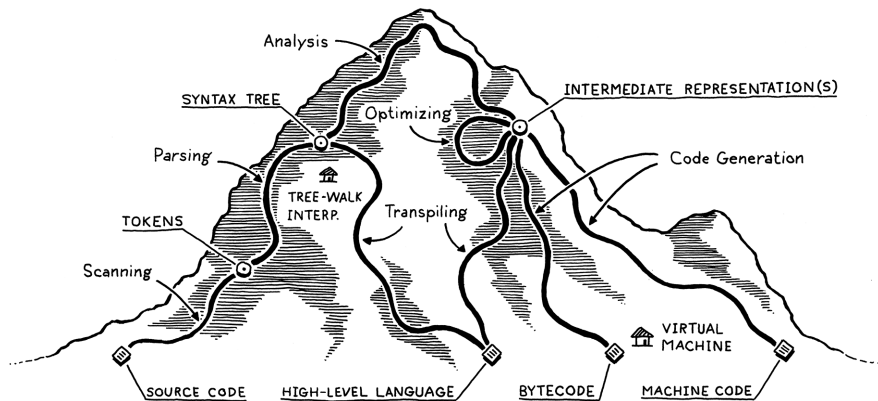 Analysis
INTERMEDIATE REPRESENTATION(S)
SYNTAX TREE
Optimizing
Parsing
Code Generation
TREE-WALK
INTERP.
Transpiling
TOKENS
Scanning
VIRTUAL
MACHINE
SOURCE CODE
HIGH-LEVEL LANGUAGE
BYTECODE
MACHINE CODE